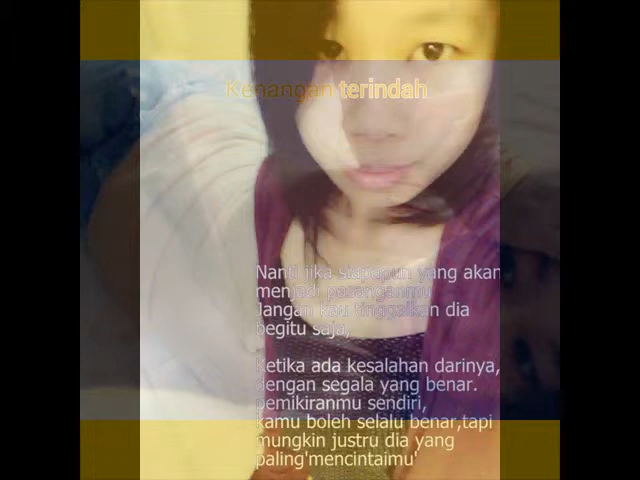 Kenangan terindah
Nanti jika siapapun yang akan
menjadi pasanganmu
Jangan kau tinggalkan dia
begitu saja,
Ketika ada kesalahan darinya,
dengan segala yang benar.
pemikiranmu sendiri,
kamu boleh selalu benar,tapi
mungkin justru dia yang
paling'mencintaimu'